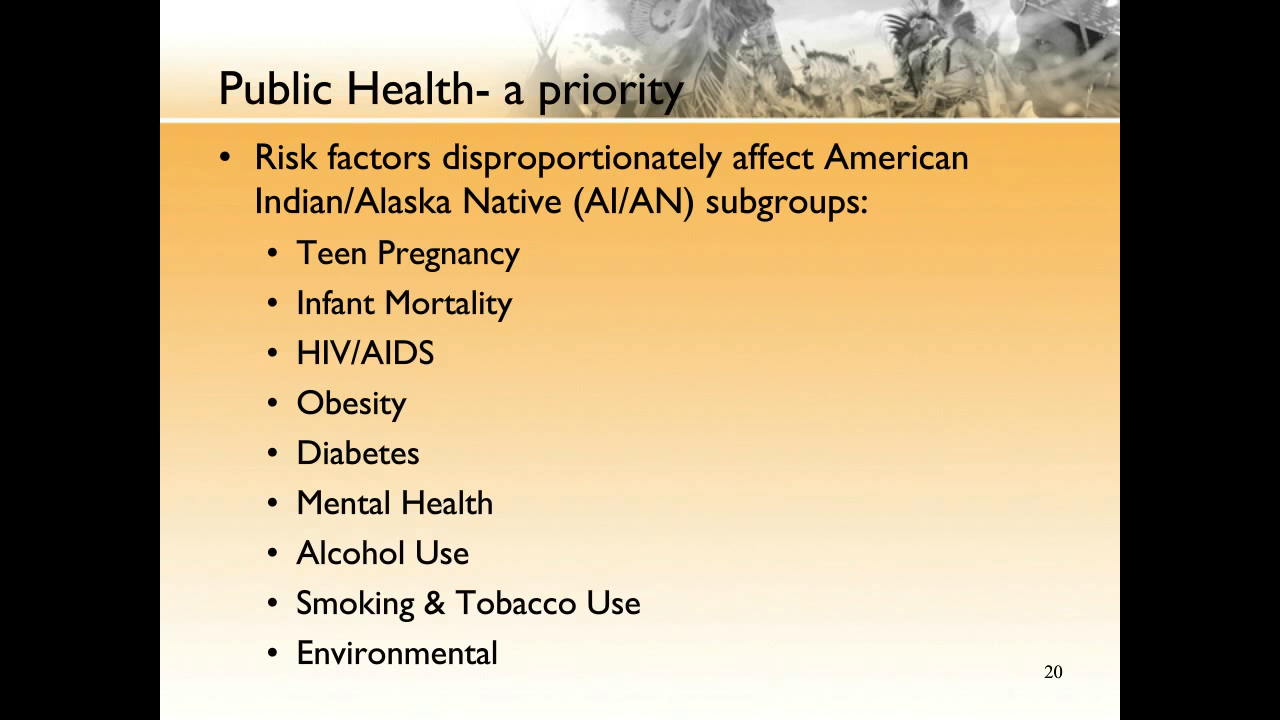 Public Health- a priority
• Risk factors disproportionately affect American
Indian/Alaska Native (AI/AN) subgroups:
• Teen Pregnancy
• Infant Mortality
• HIV/AIDS
• Obesity
• Diabetes
• Mental Health
• Alcohol Use
• Smoking & Tobacco Use
• Environmental
20